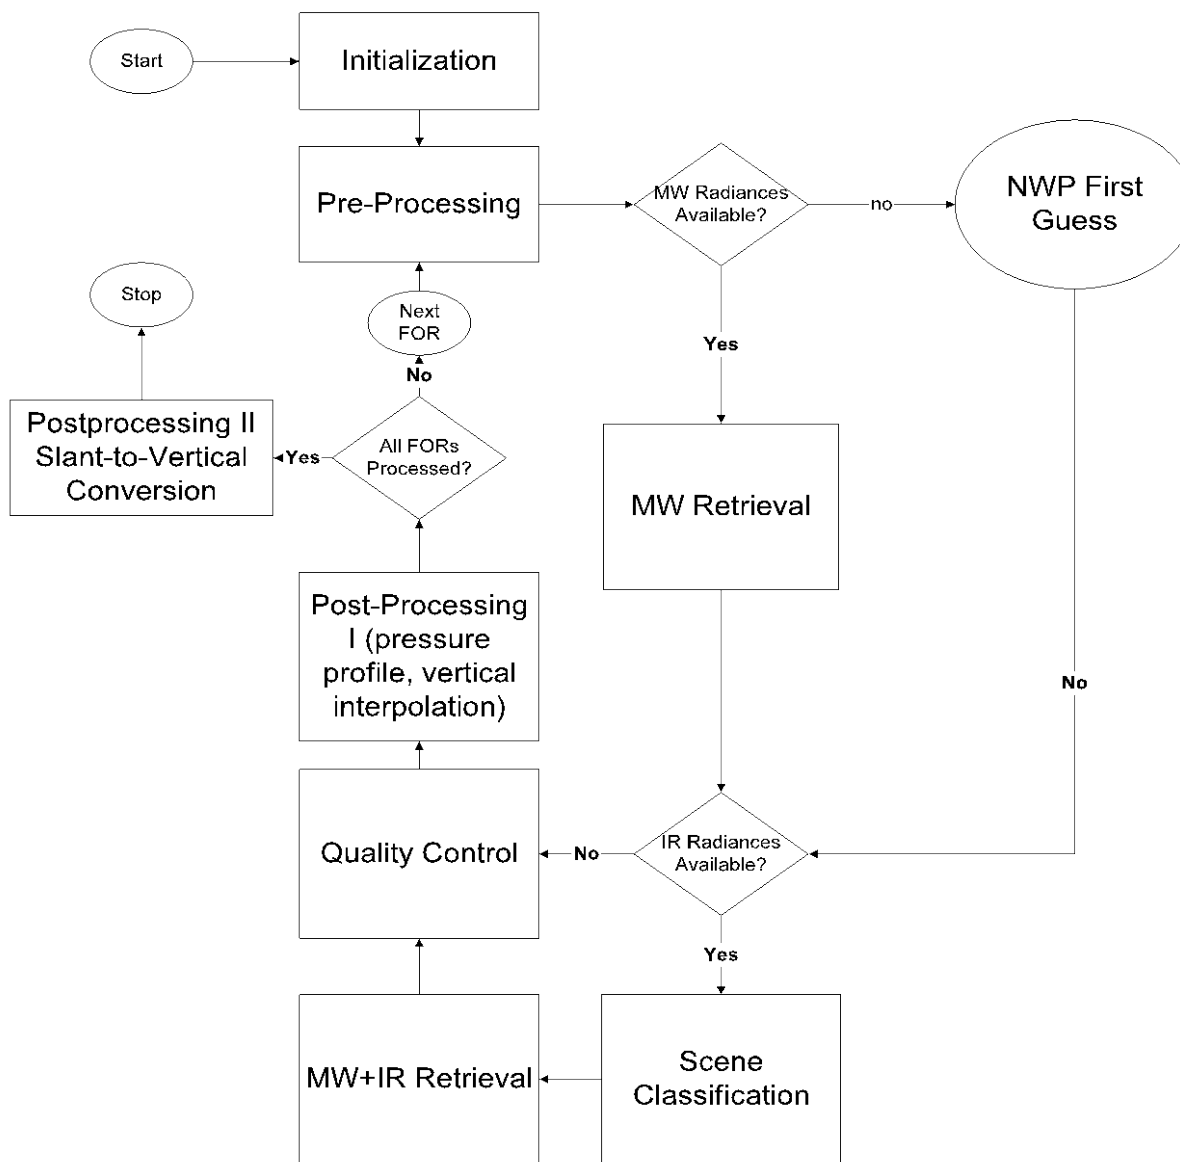 Start
Initialization
Pre-Processing
MW Radiances
Available?
no
NWP First
Guess
Stop
Next
FOR
No
Yes
Postprocessing II
Slant-to-Vertical
Conversion
Yes
All FORs
Processed?
MW Retrieval
Post-Processing
I (pressure
profile, vertical
interpolation)
No
Quality Control
No
IR Radiances
Available?
Yes
MW+IR Retrieval
Scene
Classification